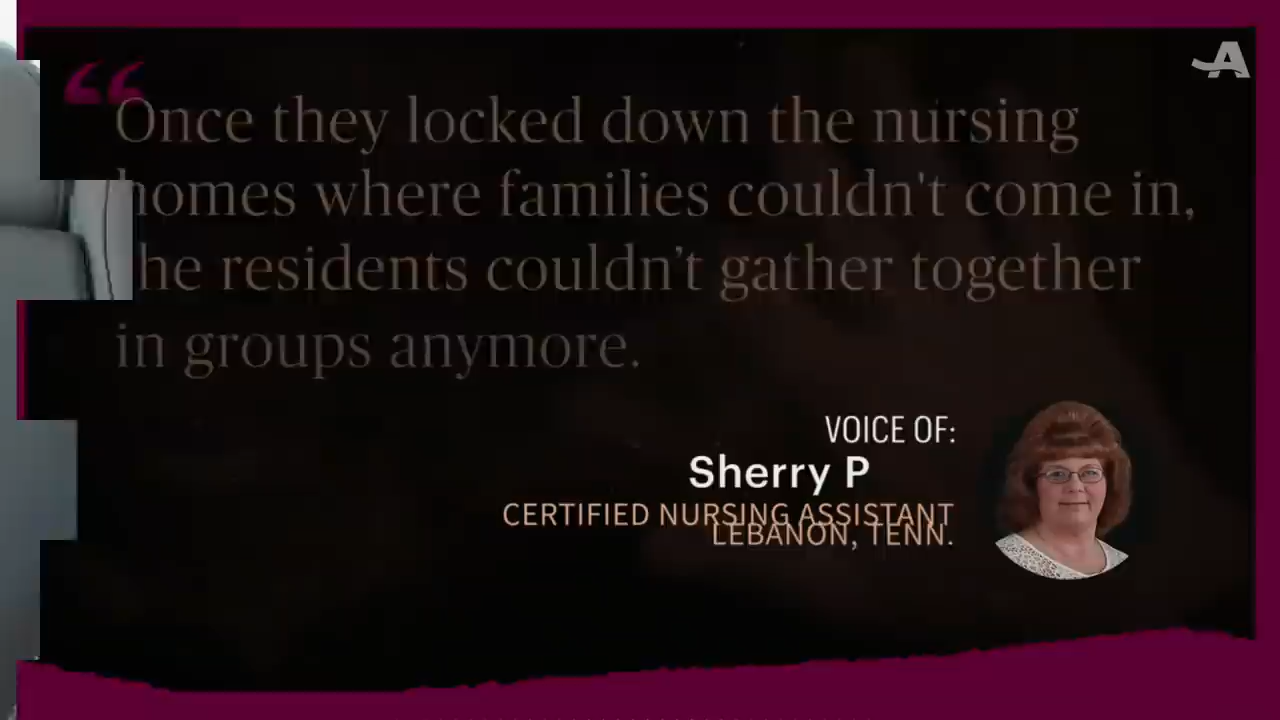 “Once they locked down the nursing
homes where families couldn't come in,
he residents couldn’t gather together
in groups anymore.
VOICE OF:
Sherry P
CERTIFIED NURSING ASSISTANT
LEBANON, TENN.